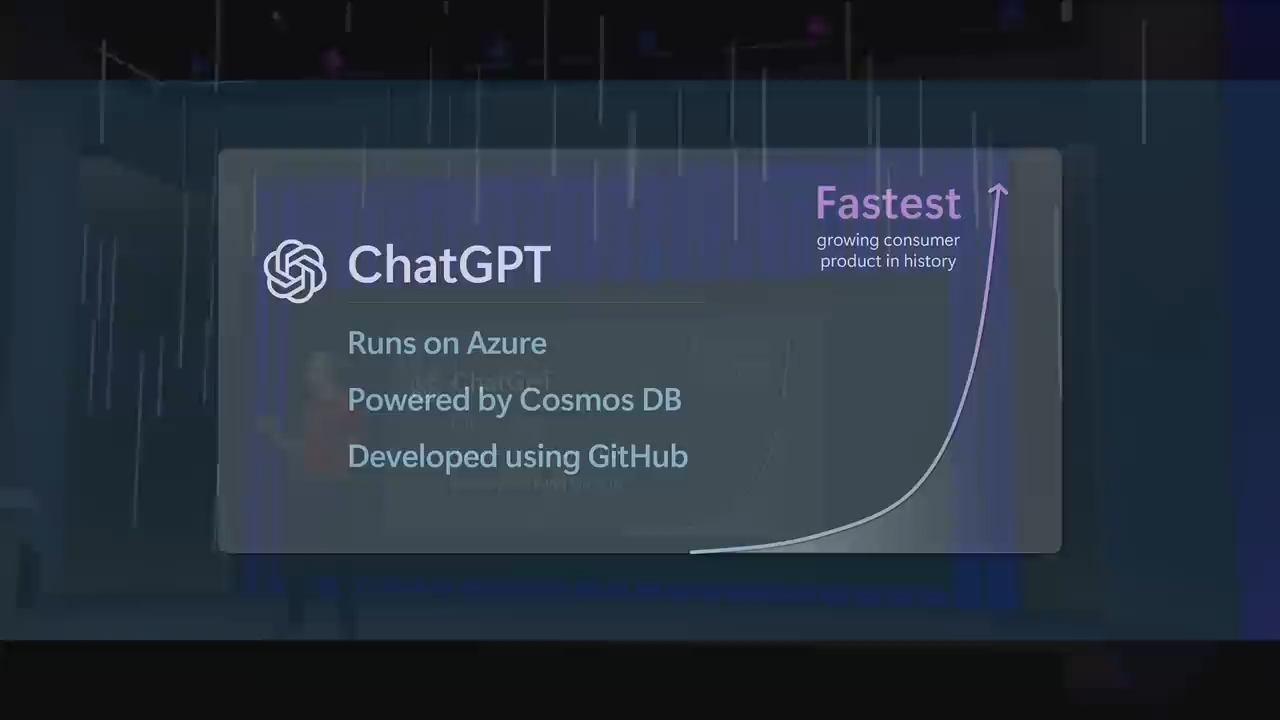 Fastest
growing consumer
product in history
ChatGPT
Runs on Azure
Powered by Cosmos DB
Developed using GitHub